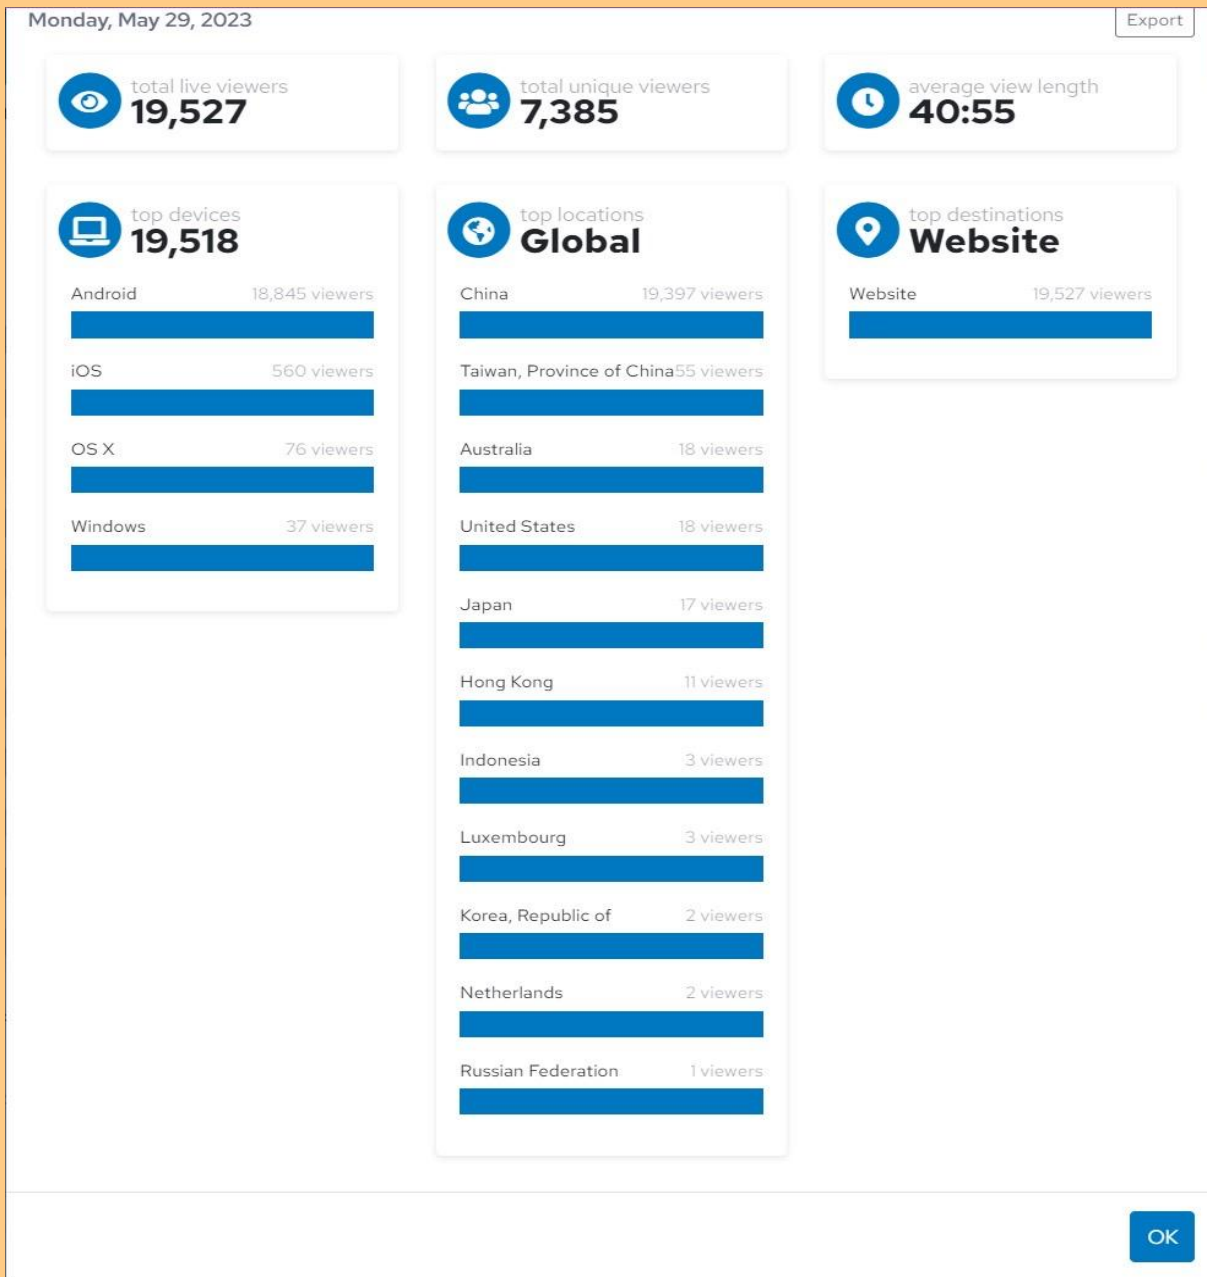 Monday, May 29, 2023
Export
total live viewers
19,527
total unique viewers
7,385
average view length
40:55
top devices
19,518
Android 18,845 viewers
iOS 560 viewers
OS X 76 viewers
Windows 37 viewers
top locations
Global
China 19,397 viewers
Taiwan, Province of China55 viewers
Australia 18 viewers
United States 18 viewers
Japan 17 viewers
Hong Kong 11 viewers
Indonesia 3 viewers
Luxembourg 3 viewers
Korea, Republic of 2 viewers
Netherlands 2 viewers
Russian Federation 1 viewers
top destinations
Website
Website 19,527 viewers
OK